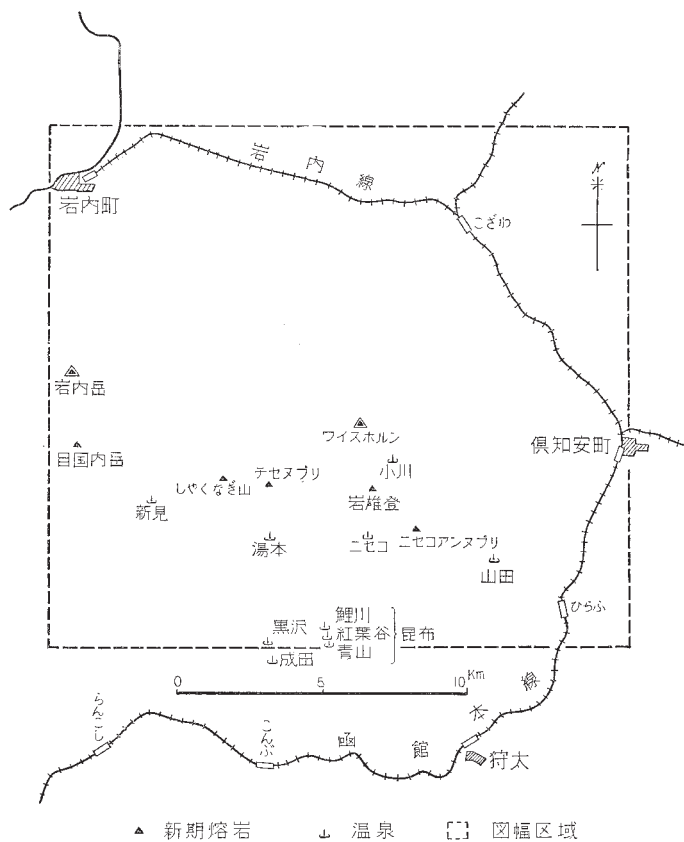 岩内線
岩内町
こざわ
N
岩内岳
目国内岳
ワイスホルン
倶知安町
チセヌプリ
しやくなぎ山
小川
新見
岩雄登
湯本
ニセコ
ニセコアンヌプリ
山田
ひらふ
鯉川
黒沢
紅葉谷
昆布
青山
成田
0 5 10 Km
らんこし
こんぶ
函館本線
狩太
新期熔岩 温泉 図幅区域